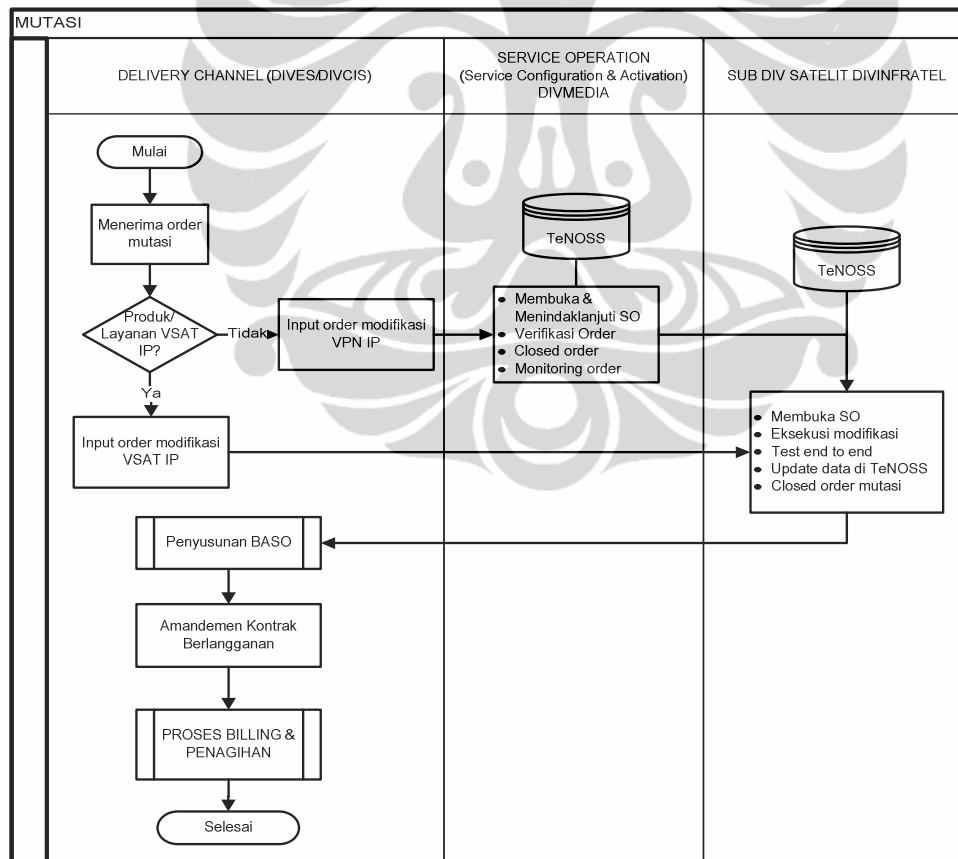 MUTASI
DELIVERY CHANNEL (DIVES/DIVCIS)
SERVICE OPERATION
(Service Configuration & Activation)
DIVMEDIA
SUB DIV SATELIT DIVINFRATEL
Mulai
Menerima order
mutasi
Produk/
Layanan VSAT
IP?
Tidak
Ya
Input order modifikasi
VPN IP
Input order modifikasi
VSAT IP
TeNOSS
• Membuka &
Menindaklanjuti SO
• Verifikasi Order
• Closed order
• Monitoring order
TeNOSS
• Membuka SO
• Eksekusi modifikasi
• Test end to end
• Update data di TeNOSS
• Closed order mutasi
Penyusunan BASO
Amandemen Kontrak
Berlangganan
PROSES BILLING &
PENAGIHAN
Selesai